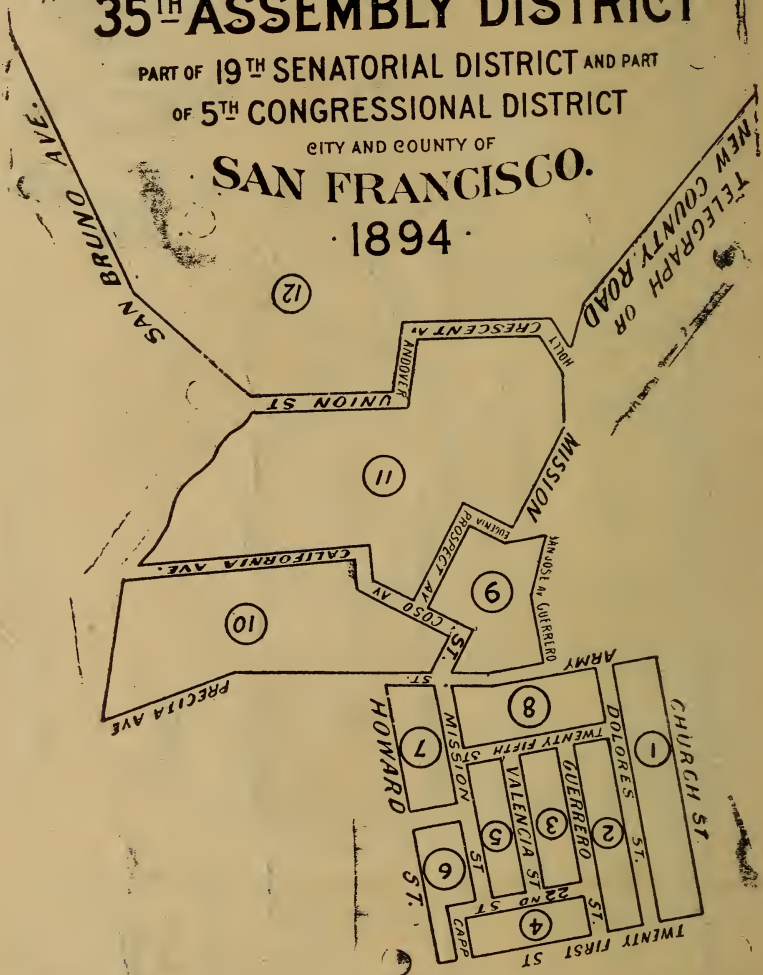 35TH ASSEMBLY DISTRICT
PART OF 19TH SENATORIAL DISTRICT AND PART
OF 5TH CONGRESSIONAL DISTRICT
CITY AND COUNTY OF
SAN FRANCISCO.
· 1894 ·
SAN BRUNO AVE.
TELEGRAPH OR
NEW COUNTY ROAD
12
CRESCENT AV
HOLLY
ANDOVER
UNION ST
11
MISSION
EUGENIA
PROSPECT AV
SAN JOSE AV GUERRERO
9
CALIFORNIA AVE.
COSO AV
10
ST.
PRECITA AVE
ST.
ARMY
8
TWENTY FIFTH ST
HOWARD
7
MISSION
DOLORES
CHURCH ST.
1
GUERRERO
VALENCIA ST
5
3
2
ST.
6
ST
ST.
22ND ST
ST.
4
CAPP
TWENTY FIRST ST